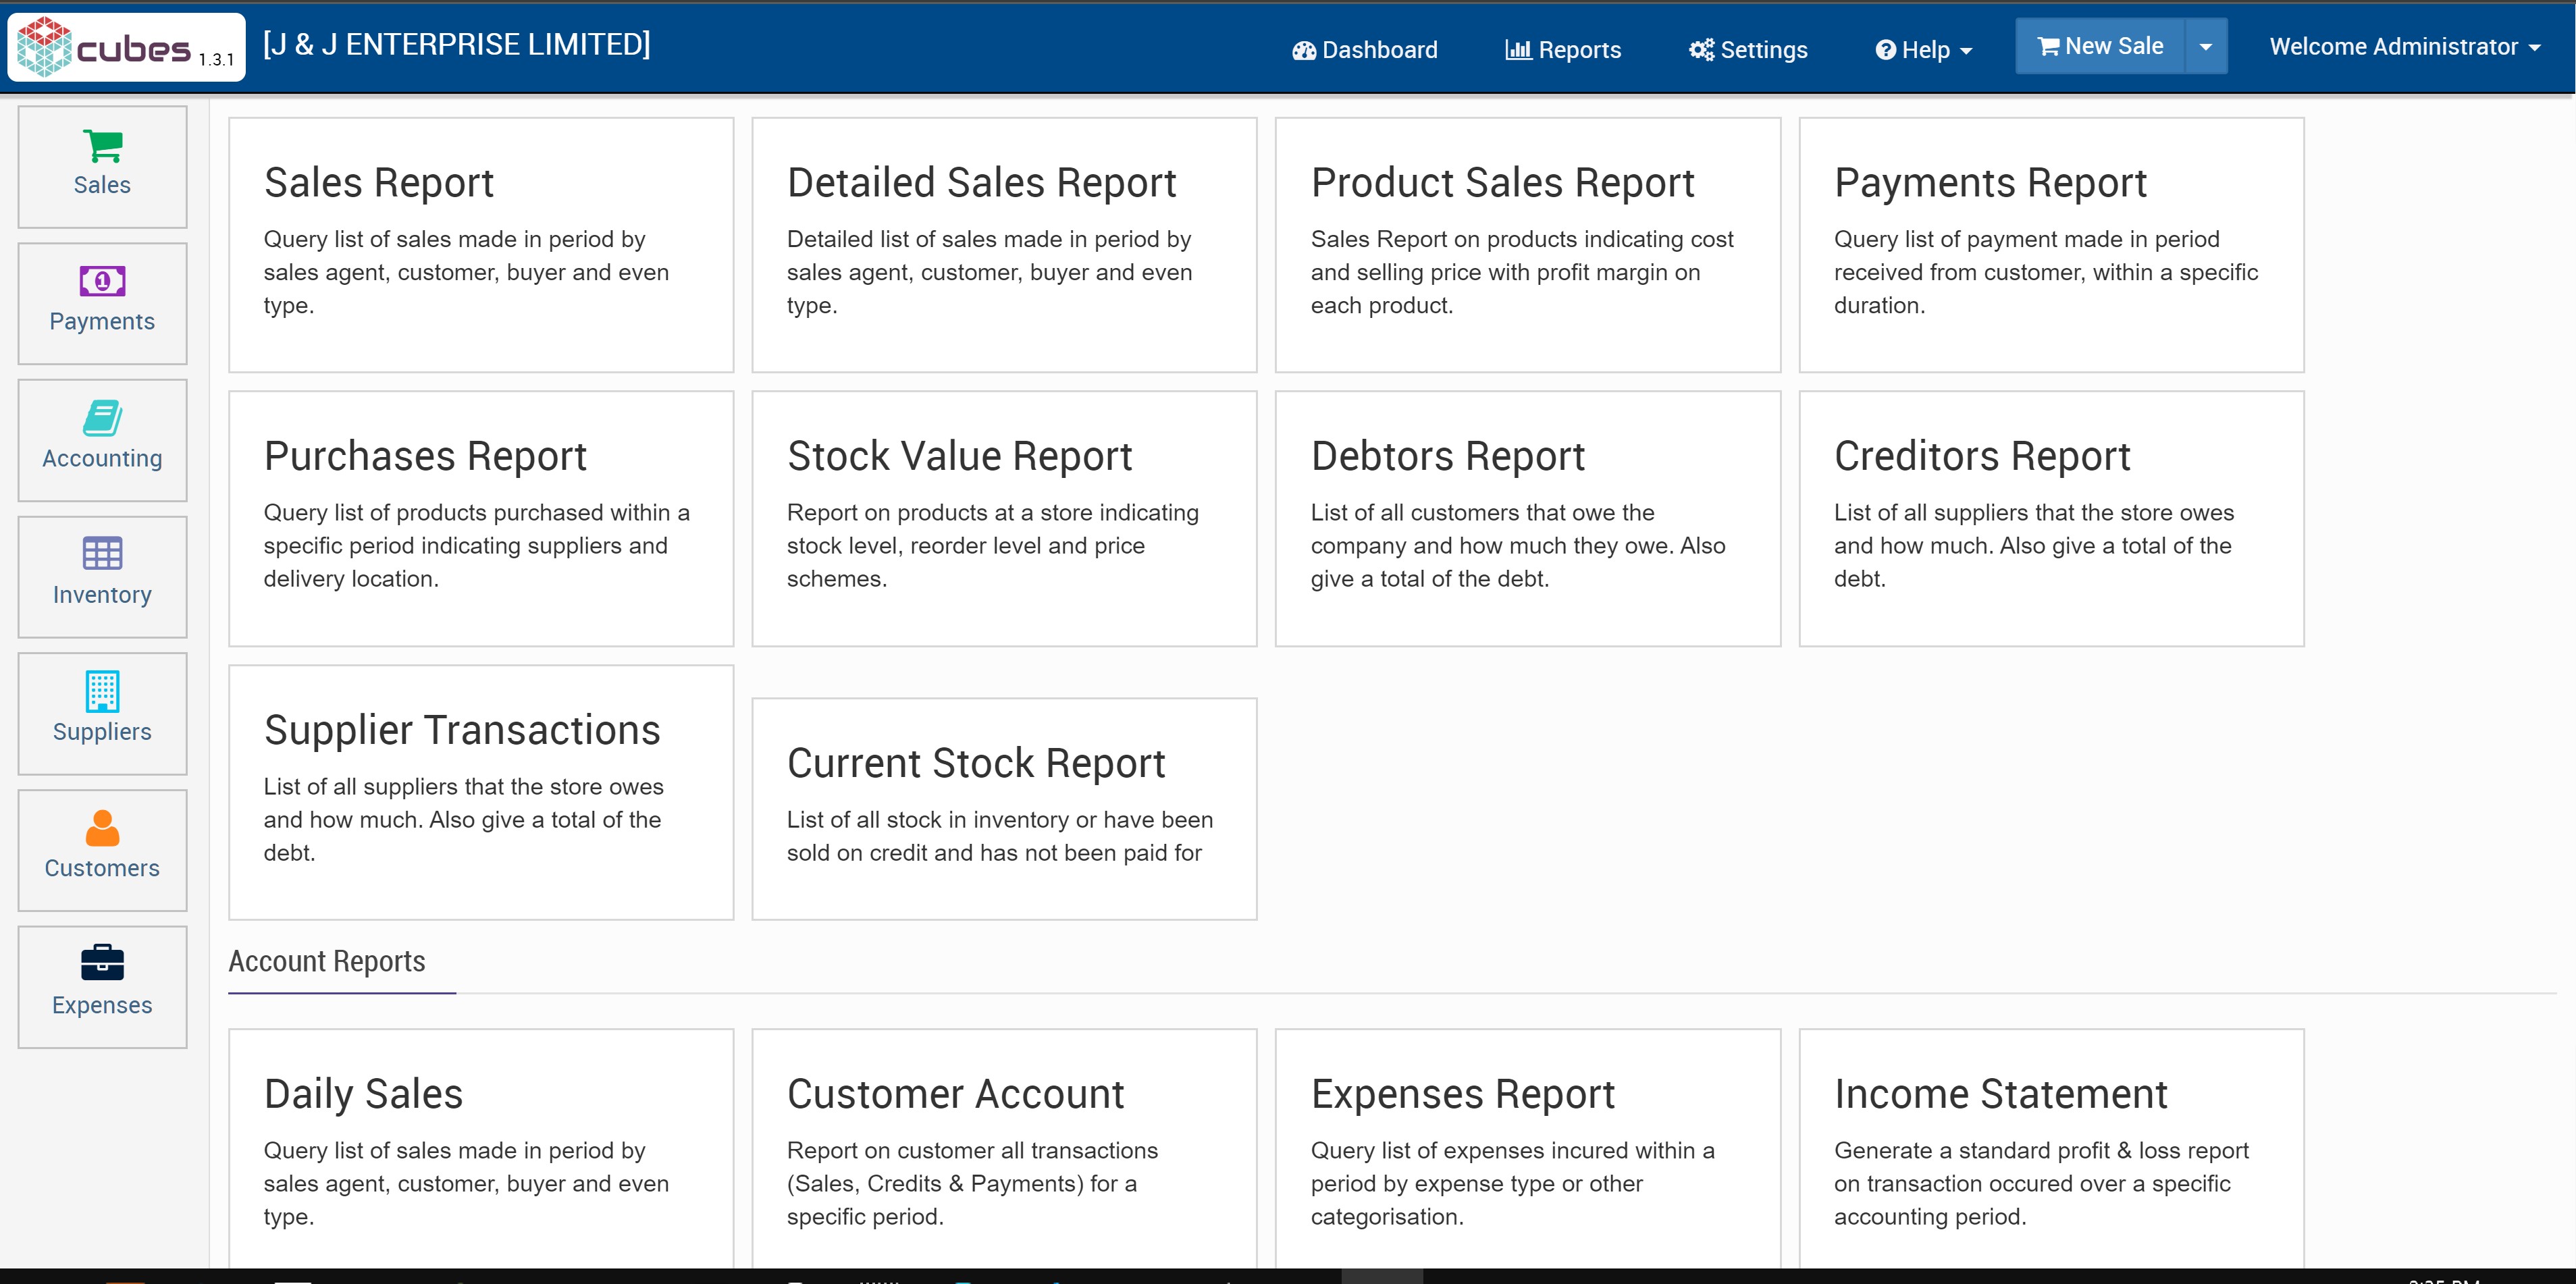 cubes 1.3.1 [J & J ENTERPRISE LIMITED] Dashboard Reports Settings Help New Sale Welcome Administrator
Sales
Payments
Accounting
Inventory
Suppliers
Customers
Expenses
Sales Report
Query list of sales made in period by
sales agent, customer, buyer and even
type.
Detailed Sales Report
Detailed list of sales made in period by
sales agent, customer, buyer and even
type.
Product Sales Report
Sales Report on products indicating cost
and selling price with profit margin on
each product.
Payments Report
Query list of payment made in period
received from customer, within a specific
duration.
Purchases Report
Query list of products purchased within a
specific period indicating suppliers and
delivery location.
Stock Value Report
Report on products at a store indicating
stock level, reorder level and price
schemes.
Debtors Report
List of all customers that owe the
company and how much they owe. Also
give a total of the debt.
Creditors Report
List of all suppliers that the store owes
and how much. Also give a total of the
debt.
Supplier Transactions
List of all suppliers that the store owes
and how much. Also give a total of the
debt.
Current Stock Report
List of all stock in inventory or have been
sold on credit and has not been paid for
Account Reports
Daily Sales
Query list of sales made in period by
sales agent, customer, buyer and even
type.
Customer Account
Report on customer all transactions
(Sales, Credits & Payments) for a
specific period.
Expenses Report
Query list of expenses incured within a
period by expense type or other
categorisation.
Income Statement
Generate a standard profit & loss report
on transaction occured over a specific
accounting period.